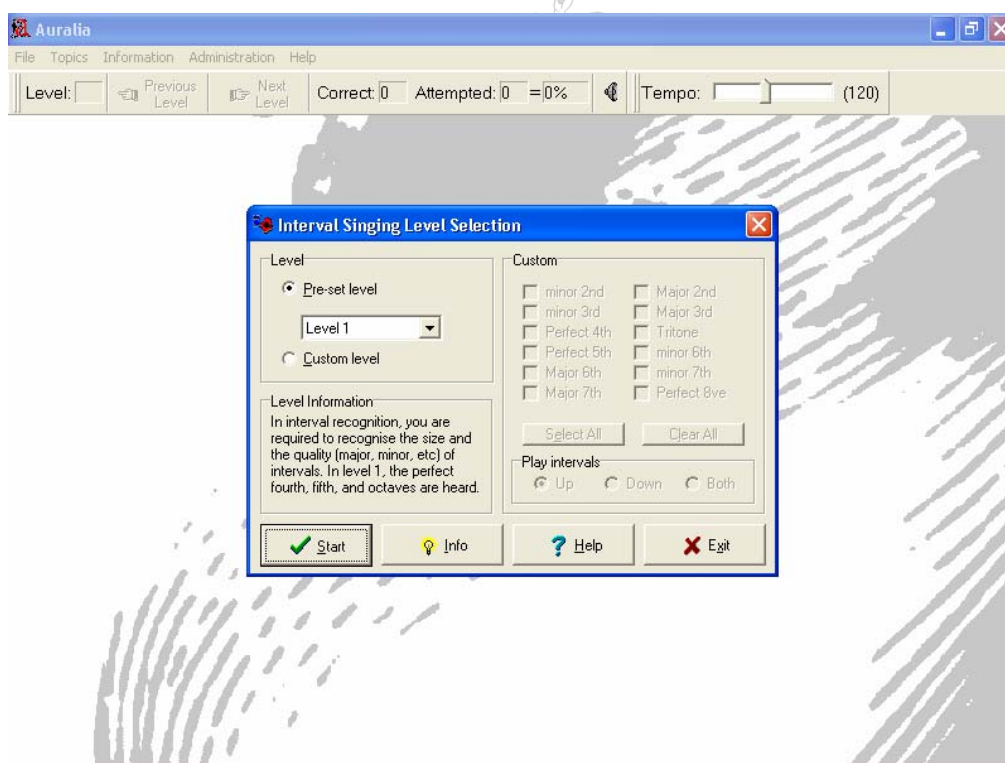 Auralia
File Topics Information Administration Help
Level: Previous Level Next Level Correct: 0 Attempted: 0 =0% Tempo: (120)
Interval Singing Level Selection
Level
Pre-set level
Level 1
Custom level
Level Information
In interval recognition, you are
required to recognise the size and
the quality (major, minor, etc) of
intervals. In level 1, the perfect
fourth, fifth, and octaves are heard.
Custom
minor 2nd Major 2nd
minor 3rd Major 3rd
Perfect 4th Tritone
Perfect 5th minor 6th
Major 6th minor 7th
Major 7th Perfect 8ve
Select All Clear All
Play intervals
Up Down Both
Start Info Help Exit